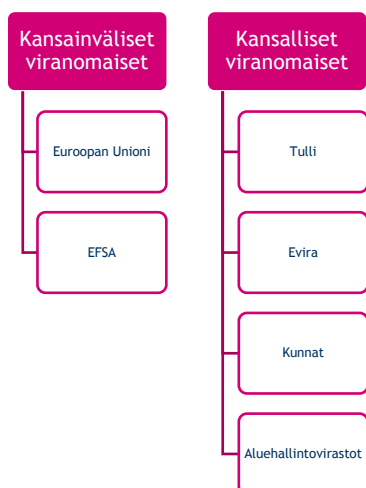 Kansainväliset
viranomaiset
Euroopan Unioni
EFSA
Kansalliset
viranomaiset
Tulli
Evira
Kunnat
Aluehallintovirastot